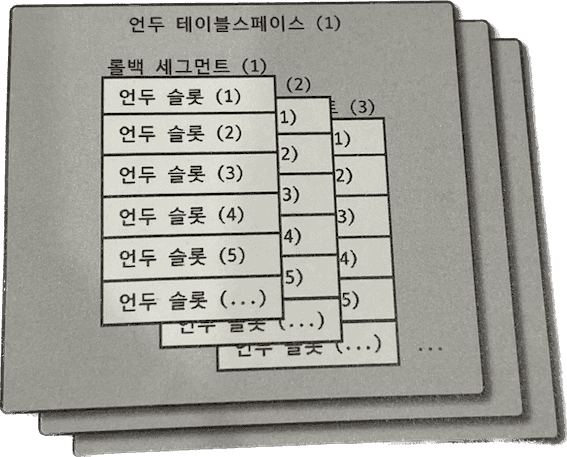 언두 테이블스페이스 (1)
롤백 세그먼트 (1)
언두 슬롯 (1)
언두 슬롯 (2)
언두 슬롯 (3)
언두 슬롯 (4)
언두 슬롯 (5)
언두 슬롯 (...)
(2)
1)
2)
3)
4)
5)
언두 슬롯 (...)
트 (3)
1)
2)
3)
4)
5)
언두 슬롯 (...)
...